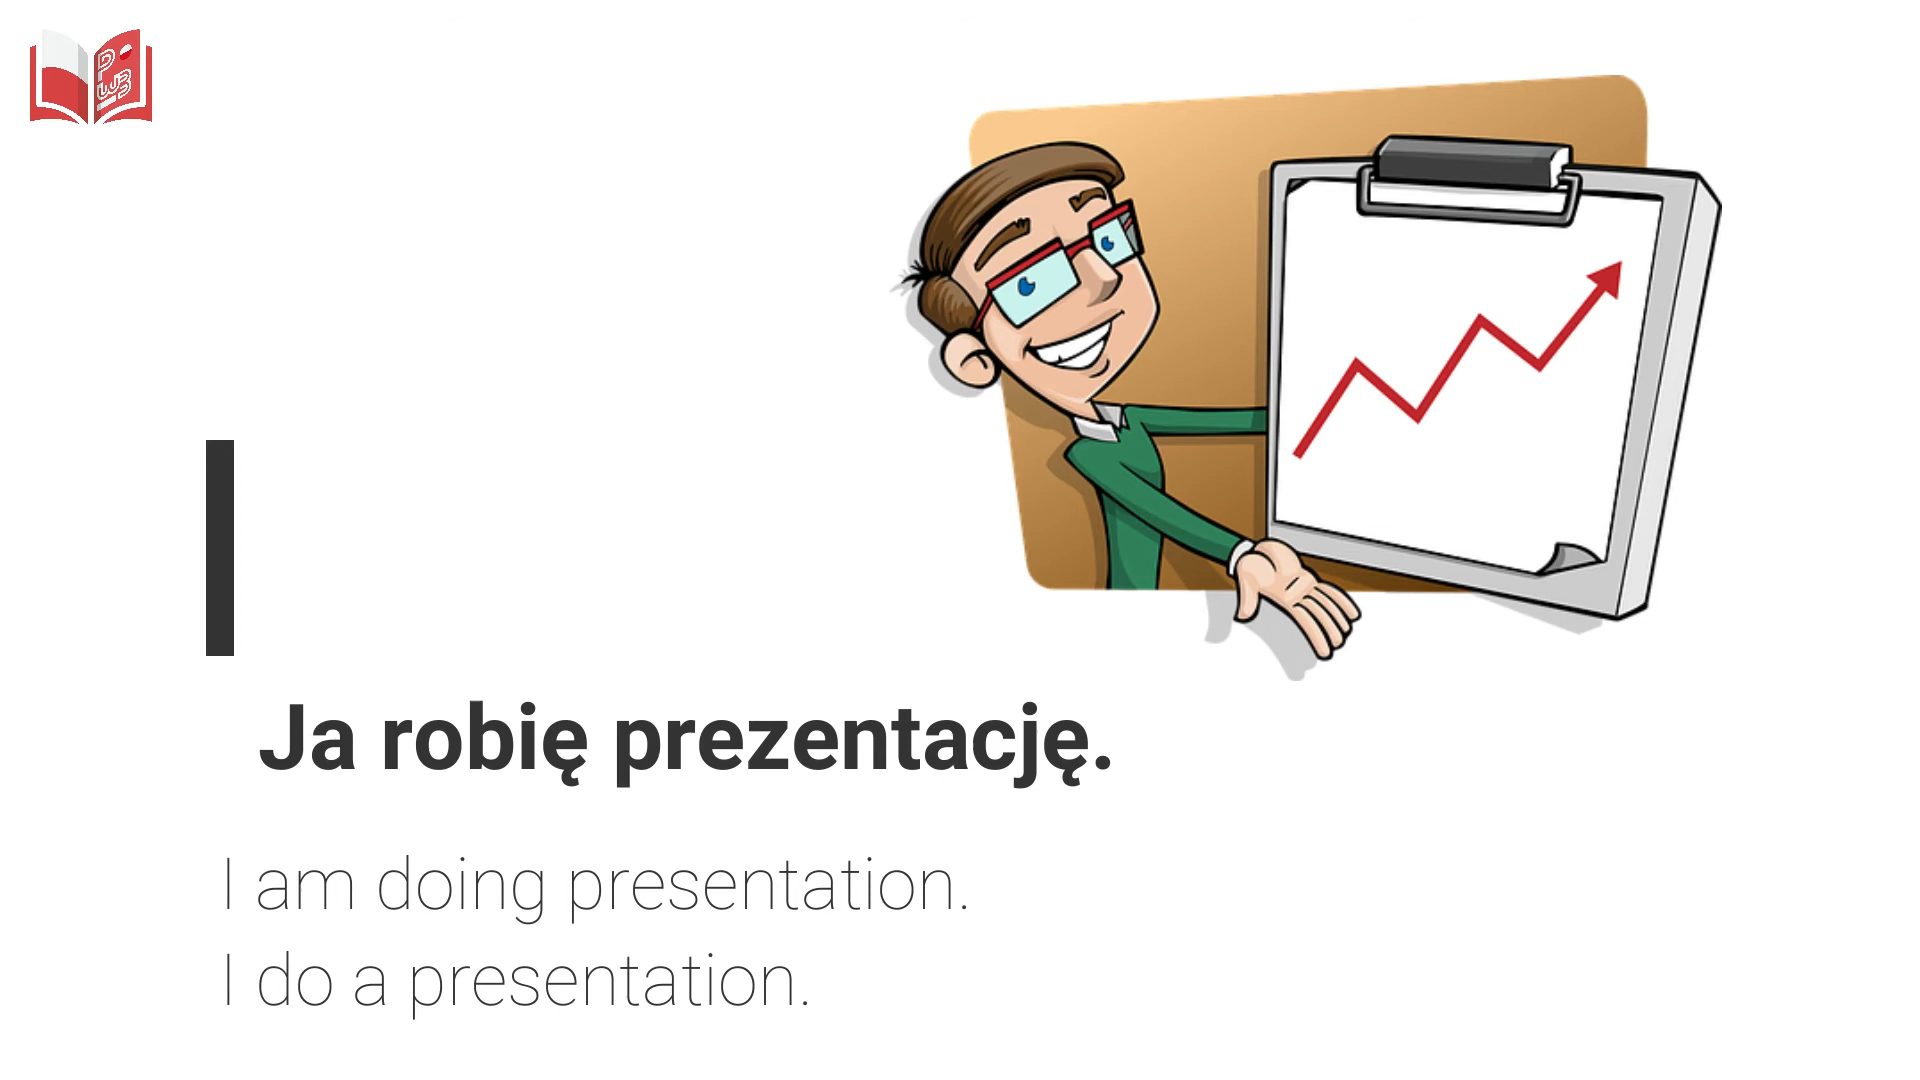 Ja robię prezentację.
I am doing presentation.
I do a presentation.